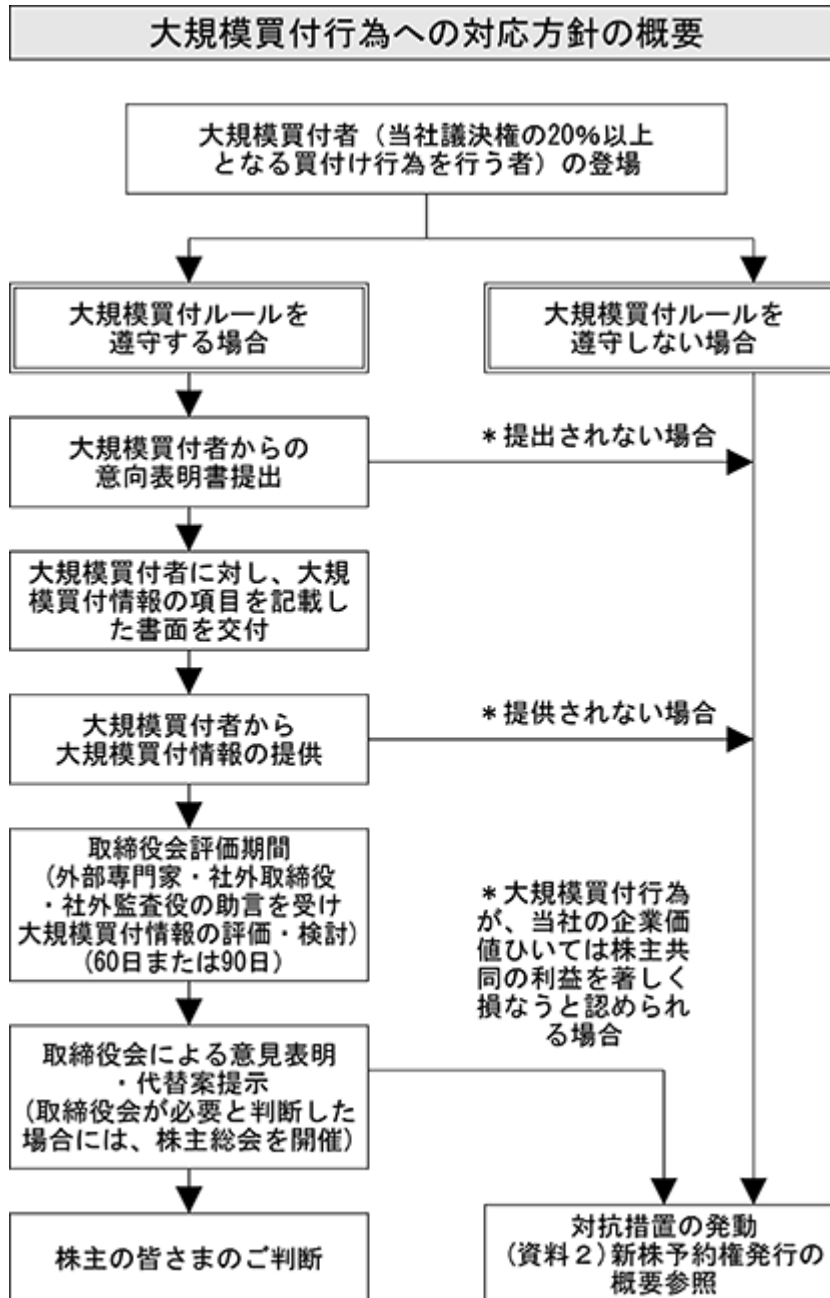 大規模買付行為への対応方針の概要
大規模買付者（当社議決権の20%以上
となる買付け行為を行う者）の登場
大規模買付ルールを
遵守する場合
大規模買付ルールを
遵守しない場合
大規模買付者からの
意向表明書提出
＊提出されない場合
大規模買付者に対し、大規
模買付情報の項目を記載し
た書面を交付
大規模買付者から
大規模買付情報の提供
＊提供されない場合
取締役会評価期間
(外部専門家・社外取締役
・社外監査役の助言を受け
大規模買付情報の評価・検討)
(60日または90日)
＊大規模買付行為
が、当社の企業価
値ひいては株主共
同の利益を著しく
損なうと認められ
る場合
取締役会による意見表明
・代替案提示
(取締役会が必要と判断した
場合には、株主総会を開催)
株主の皆さまのご判断
対抗措置の発動
(資料２)新株予約権発行の
概要参照